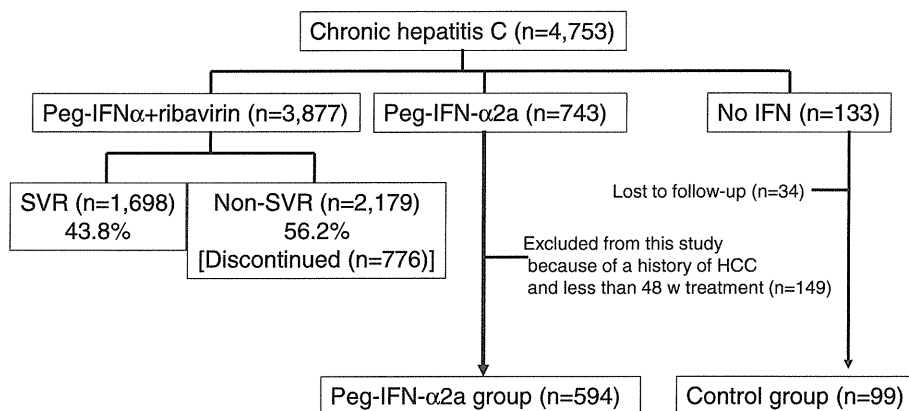 Chronic hepatitis C (n=4,753)
Peg-IFNα+ribavirin (n=3,877)
Peg-IFN-α2a (n=743)
No IFN (n=133)
SVR (n=1,698)
43.8%
Non-SVR (n=2,179)
56.2%
[Discontinued (n=776)]
Lost to follow-up (n=34)
Excluded from this study
because of a history of HCC
and less than 48 w treatment (n=149)
Peg-IFN-α2a group (n=594)
Control group (n=99)